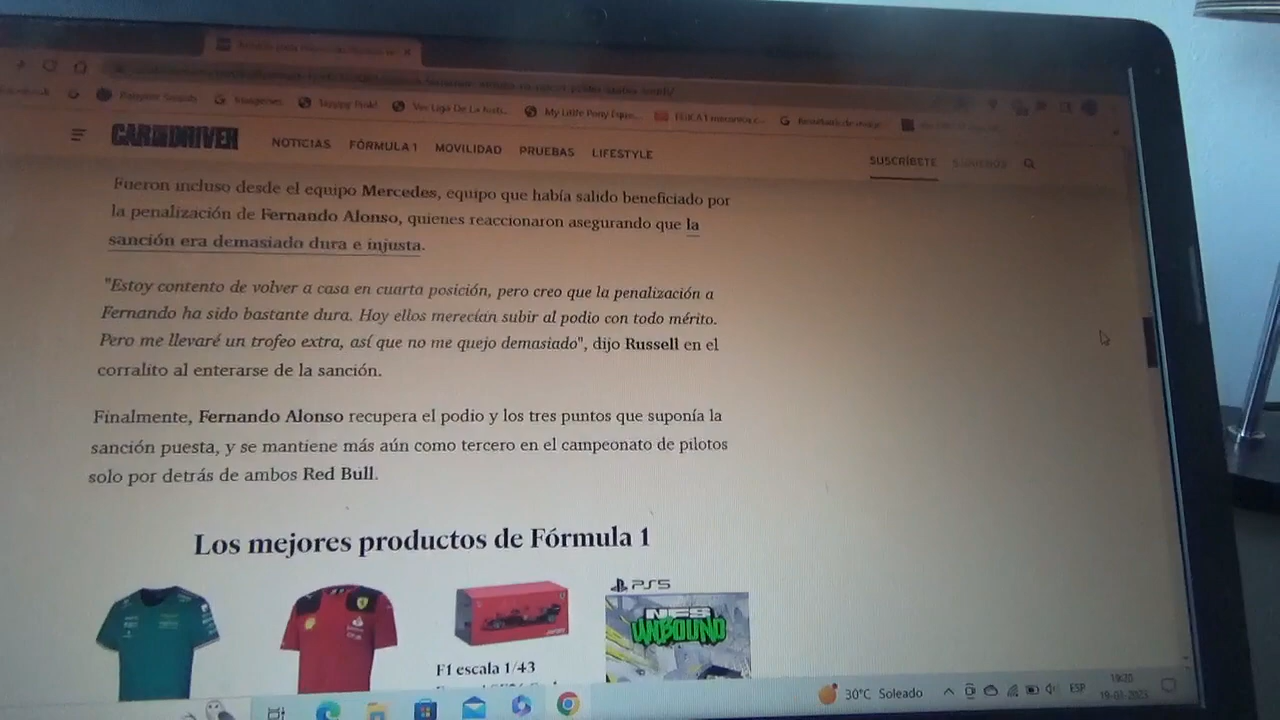 CAR AND DRIVER
NOTICIAS FÓRMULA 1 MOVILIDAD PRUEBAS LIFESTYLE
SUSCRÍBETE
Fueron incluso desde el equipo Mercedes, equipo que había salido beneficiado por
la penalización de Fernando Alonso, quienes reaccionaron asegurando que la
sanción era demasiado dura e injusta.
"Estoy contento de volver a casa en cuarta posición, pero creo que la penalización a
Fernando ha sido bastante dura. Hoy ellos merecían subir al podio con todo mérito.
Pero me llevaré un trofeo extra, así que no me quejo demasiado", dijo Russell en el
corralito al enterarse de la sanción.
Finalmente, Fernando Alonso recupera el podio y los tres puntos que suponía la
sanción puesta, y se mantiene más aún como tercero en el campeonato de pilotos
solo por detrás de ambos Red Bull.
Los mejores productos de Fórmula 1
PS5
NFS
UNBOUND
F1 escala 1/43
30°C Soleado
ESP
19:20